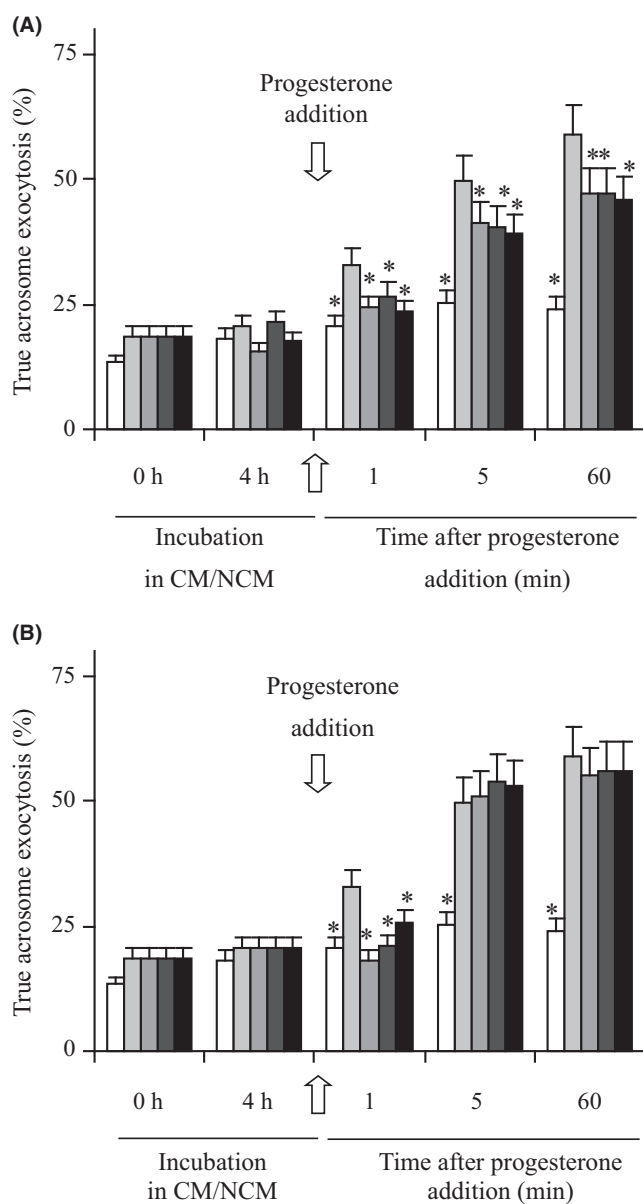 (A)
75
Progesterone
addition
True acrosome exocytosis (%)
50
* ** *
* * * *
* * * *
25
0
0 h 4 h 1 5 60
Incubation
in CM/NCM
Time after progesterone
addition (min)
(B)
75
Progesterone
addition
True acrosome exocytosis (%)
50
* * * *
* *
25
0
0 h 4 h 1 5 60
Incubation
in CM/NCM
Time after progesterone
addition (min)